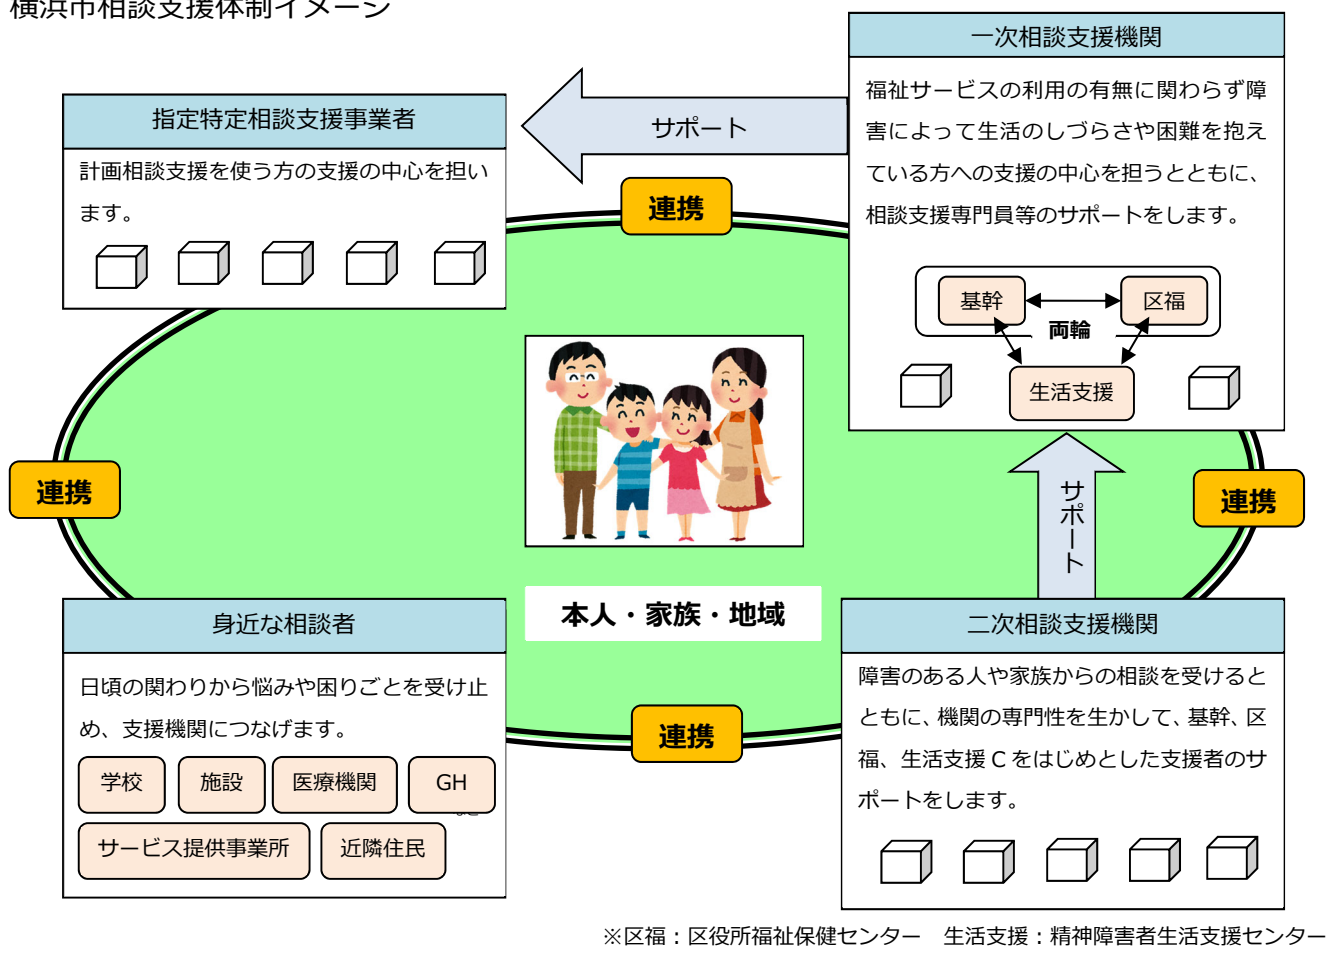 横浜市相談支援体制イメージ
一次相談支援機関
福祉サービスの利用の有無に関わらず障
害によって生活のしづらさや困難を抱え
ている方への支援の中心を担うとともに、
相談支援専門員等のサポートをします。
基幹
区福
両輪
生活支援
サポート
指定特定相談支援事業者
計画相談支援を使う方の支援の中心を担い
ます。
連携
連携
連携
サポート
本人・家族・地域
身近な相談者
日頃の関わりから悩みや困りごとを受け止
め、支援機関につなげます。
学校
施設
医療機関
GH
サービス提供事業所
近隣住民
連携
二次相談支援機関
障害のある人や家族からの相談を受けると
ともに、機関の専門性を生かして、基幹、区
福、生活支援 C をはじめとした支援者のサ
ポートをします。
※区福：区役所福祉保健センター　生活支援：精神障害者生活支援センター